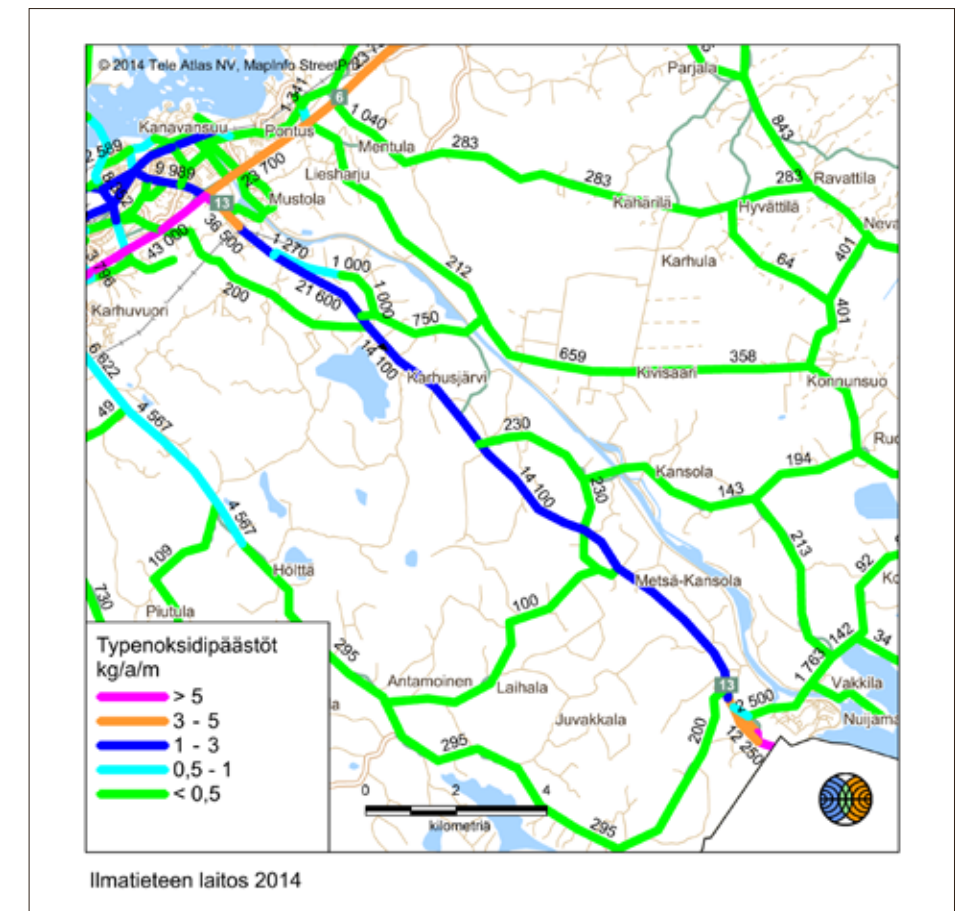 © 2014 Tele Atlas NV, MapInfo StreetPro
Parjala
6
1 341
1 040
843
Kanavansuu
Pontus
Mentula
283
2 589
9 989
23 700
Liesharju
283
283
Ravattila
Mustola
Kähärilä
Hyvättilä
13
36 500
43 000
1 270
1 000
212
Karhula
64
401
200
21 600
1 000
750
401
Karhuvuori
14 100
659
358
Kivisaari
6 622
Karhusjärvi
Konnunsuo
49
4 567
230
194
Kansola
14 100
230
143
4 567
213
109
92
Höltta
Metsä-Kansola
730
Piutula
100
142
34
295
1 763
Typenoksidipäästöt
kg/a/m
> 5
3 - 5
1 - 3
0,5 - 1
< 0,5
Antamoinen
Laihala
13
2 500
Vakkila
Juvakkala
200
12 250
295
295
0 2 4
kilometriä
Ilmatieteen laitos 2014